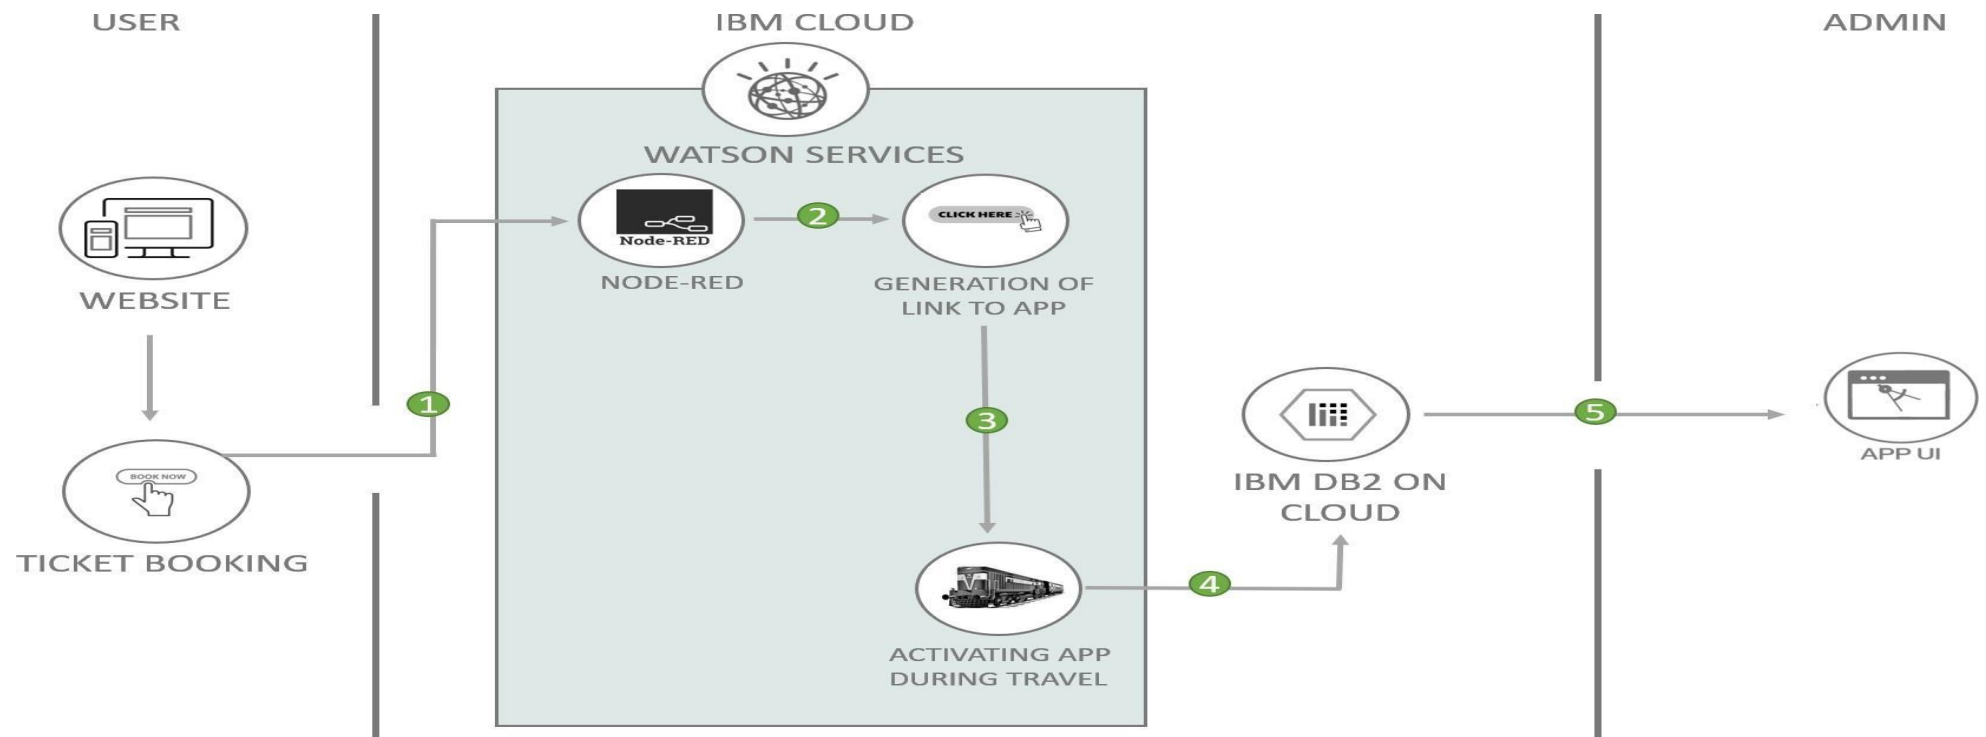 USER
IBM CLOUD
ADMIN
WATSON SERVICES
Node-RED
NODE-RED
2
CLICK HERE
GENERATION OF
LINK TO APP
WEBSITE
1
BOOK NOW
TICKET BOOKING
3
ACTIVATING APP
DURING TRAVEL
4
IBM DB2 ON
CLOUD
5
APP UI